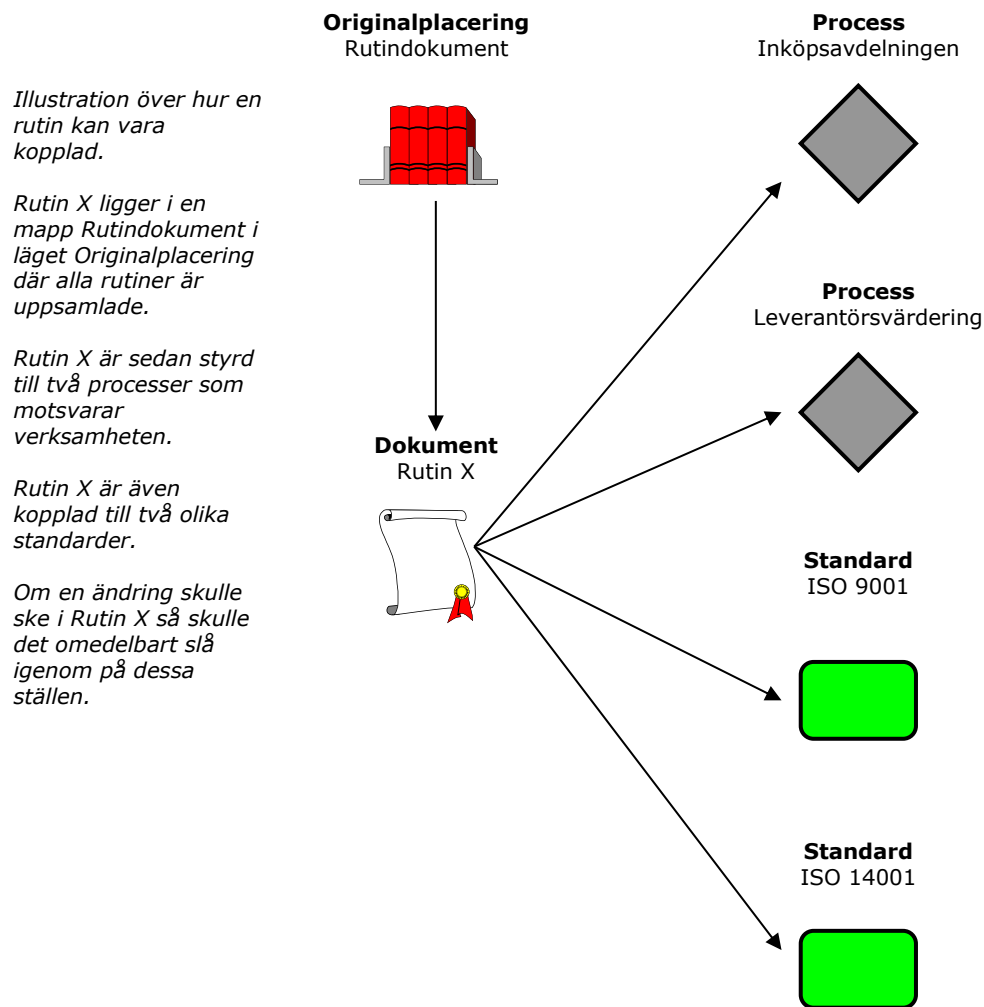 Originalplacering
Rutindokument
Process
Inköpsavdelningen
Illustration över hur en
rutin kan vara
kopplad.
Rutin X ligger i en
mapp Rutindokument i
läget Originalplacering
där alla rutiner är
uppsamlade.
Rutin X är sedan styrd
till två processer som
motsvarar
verksamheten.
Rutin X är även
kopplad till två olika
standarder.
Om en ändring skulle
ske i Rutin X så skulle
det omedelbart slå
igenom på dessa
ställen.
Process
Leverantörsvärdering
Dokument
Rutin X
Standard
ISO 9001
Standard
ISO 14001